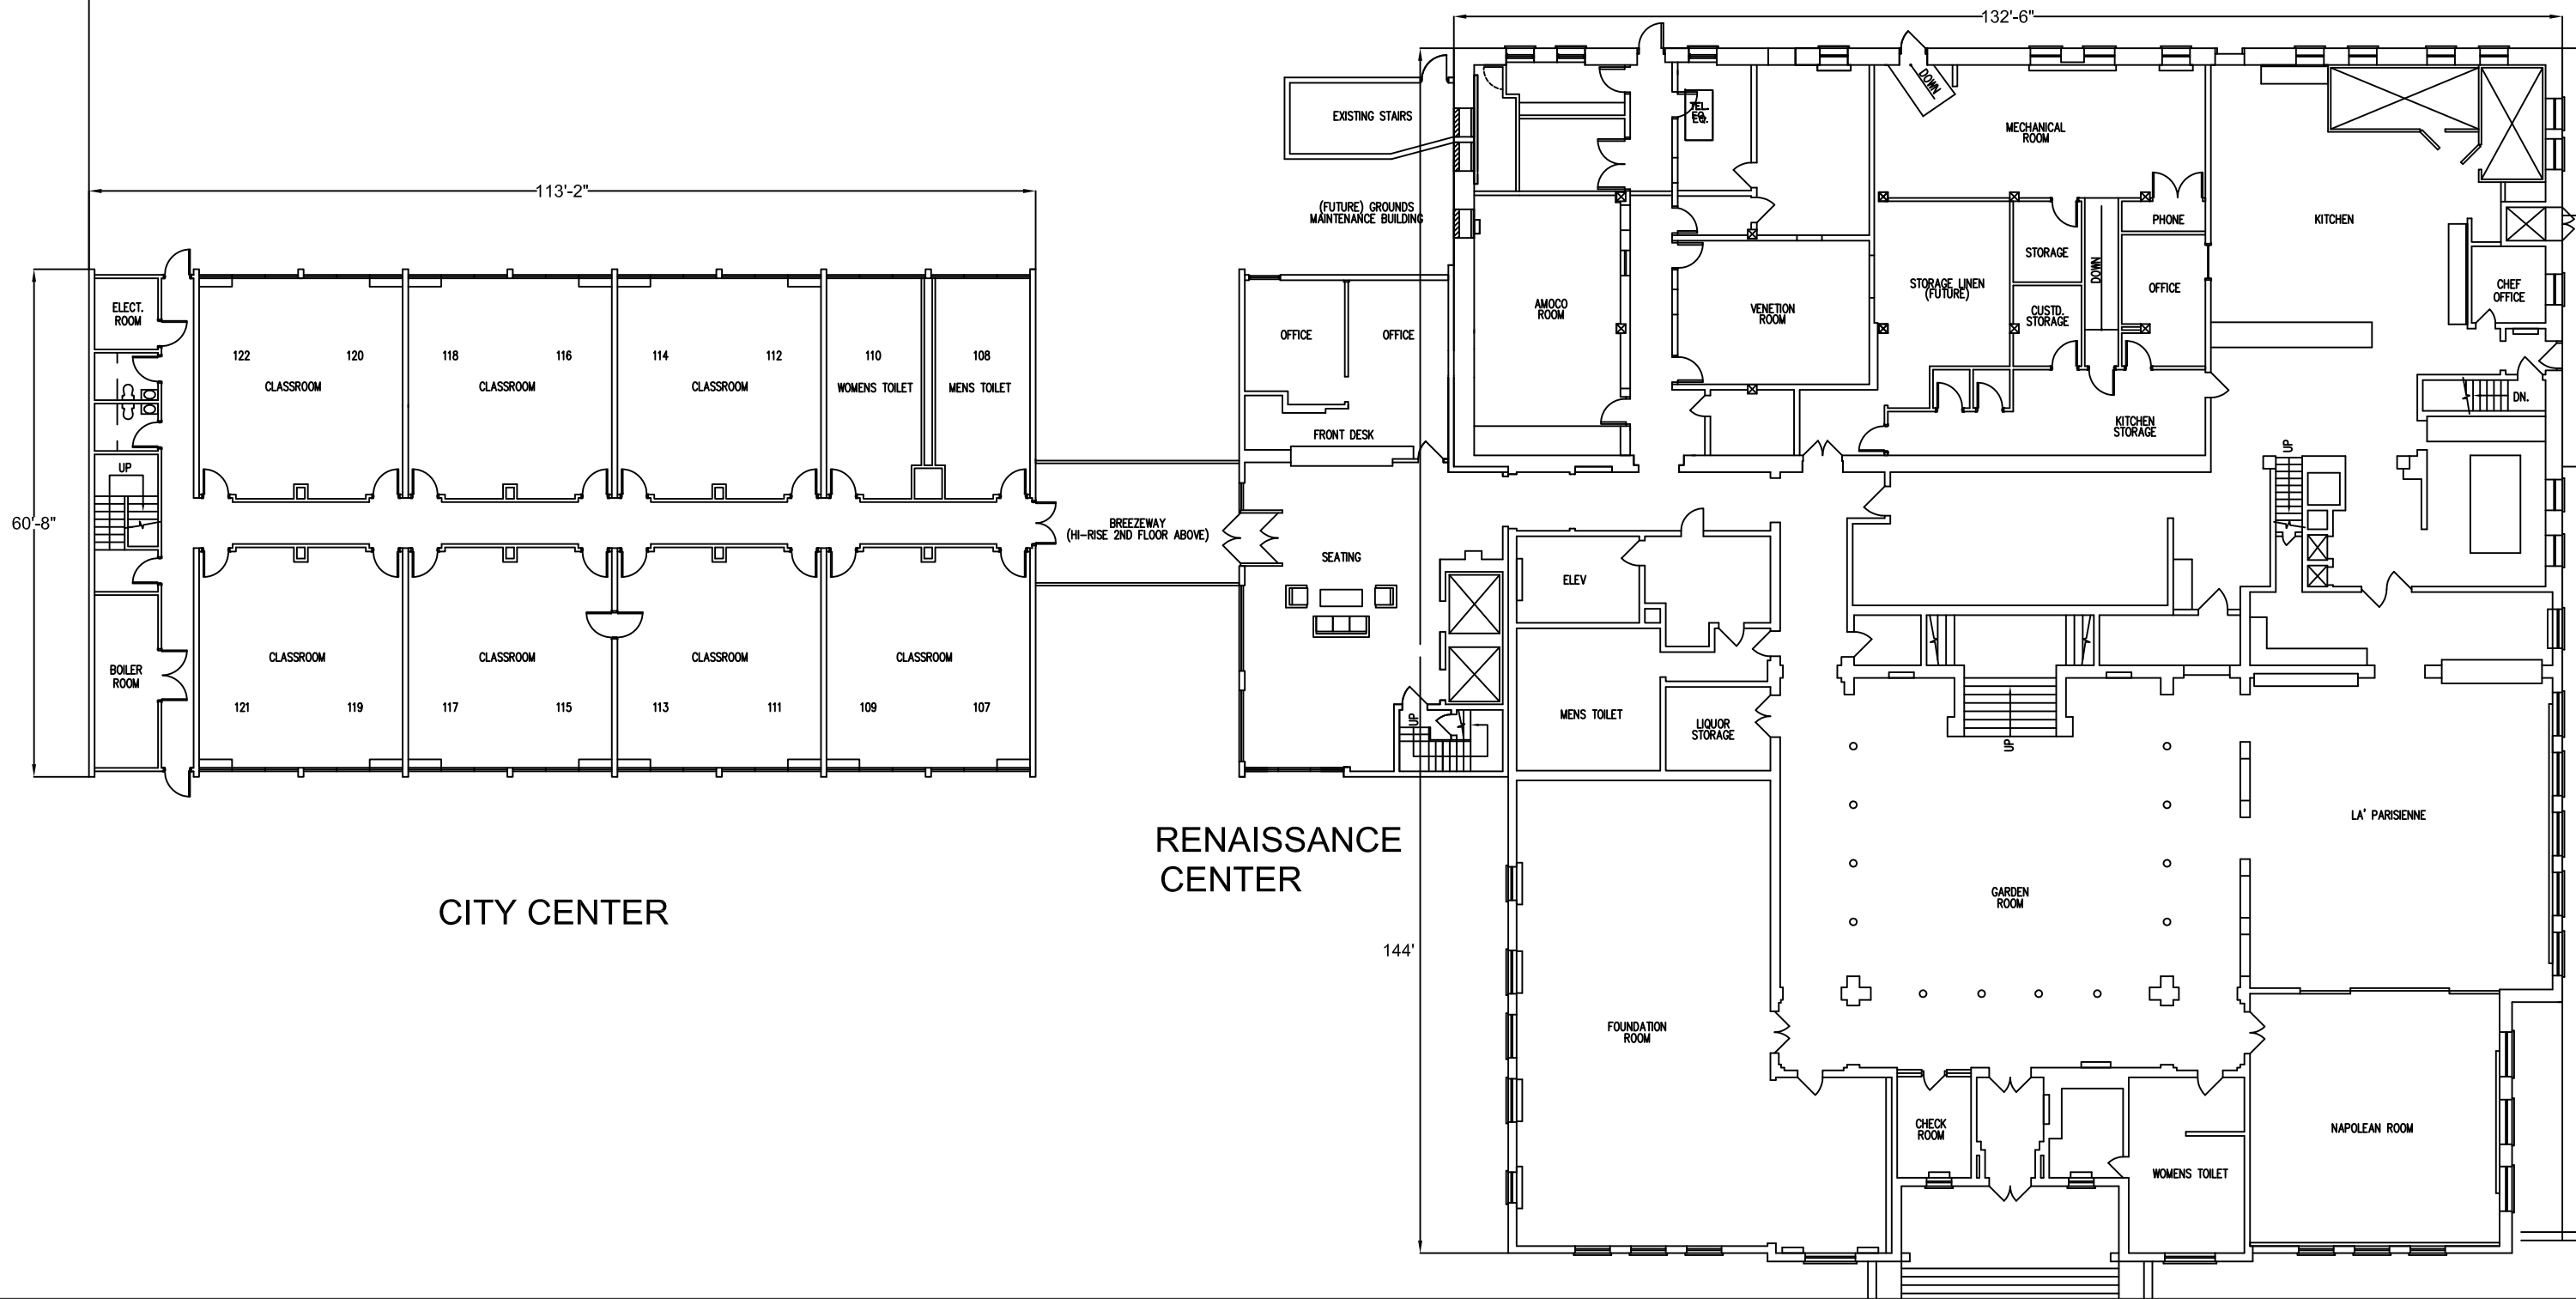 132'-6"
DOWN
EXISTING STAIRS
TEL.
EQ.
MECHANICAL
ROOM
113'-2"
(FUTURE) GROUNDS
MAINTENANCE BUILDING
PHONE
KITCHEN
STORAGE
DOWN
STORAGE LINEN
(FUTURE)
OFFICE
CHEF
OFFICE
ELECT.
ROOM
AMOCO
ROOM
VENETION
ROOM
CUSTD.
STORAGE
OFFICE
OFFICE
122
120
118
116
114
112
110
108
CLASSROOM
CLASSROOM
CLASSROOM
WOMENS TOILET
MENS TOILET
DN.
FRONT DESK
KITCHEN
STORAGE
UP
UP
60'-8"
BREEZEWAY
(HI-RISE 2ND FLOOR ABOVE)
SEATING
ELEV
CLASSROOM
CLASSROOM
CLASSROOM
CLASSROOM
BOILER
ROOM
121
119
117
115
113
111
109
107
UP
MENS TOILET
LIQUOR
STORAGE
UP
LA' PARISIENNE
RENAISSANCE
CENTER
CITY CENTER
GARDEN
ROOM
144'
FOUNDATION
ROOM
CHECK
ROOM
NAPOLEAN ROOM
WOMENS TOILET